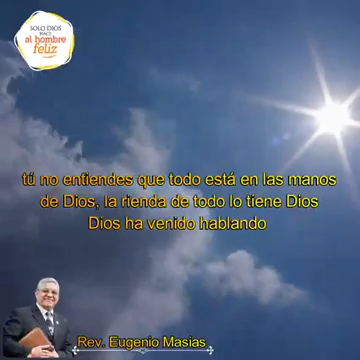 SOLO DIOS
HACE
al hombre
feliz
tú no entiendes que todo está en las manos
de Dios, la rienda de todo lo tiene Dios
Dios ha venido hablando
Rev. Eugenio Masias